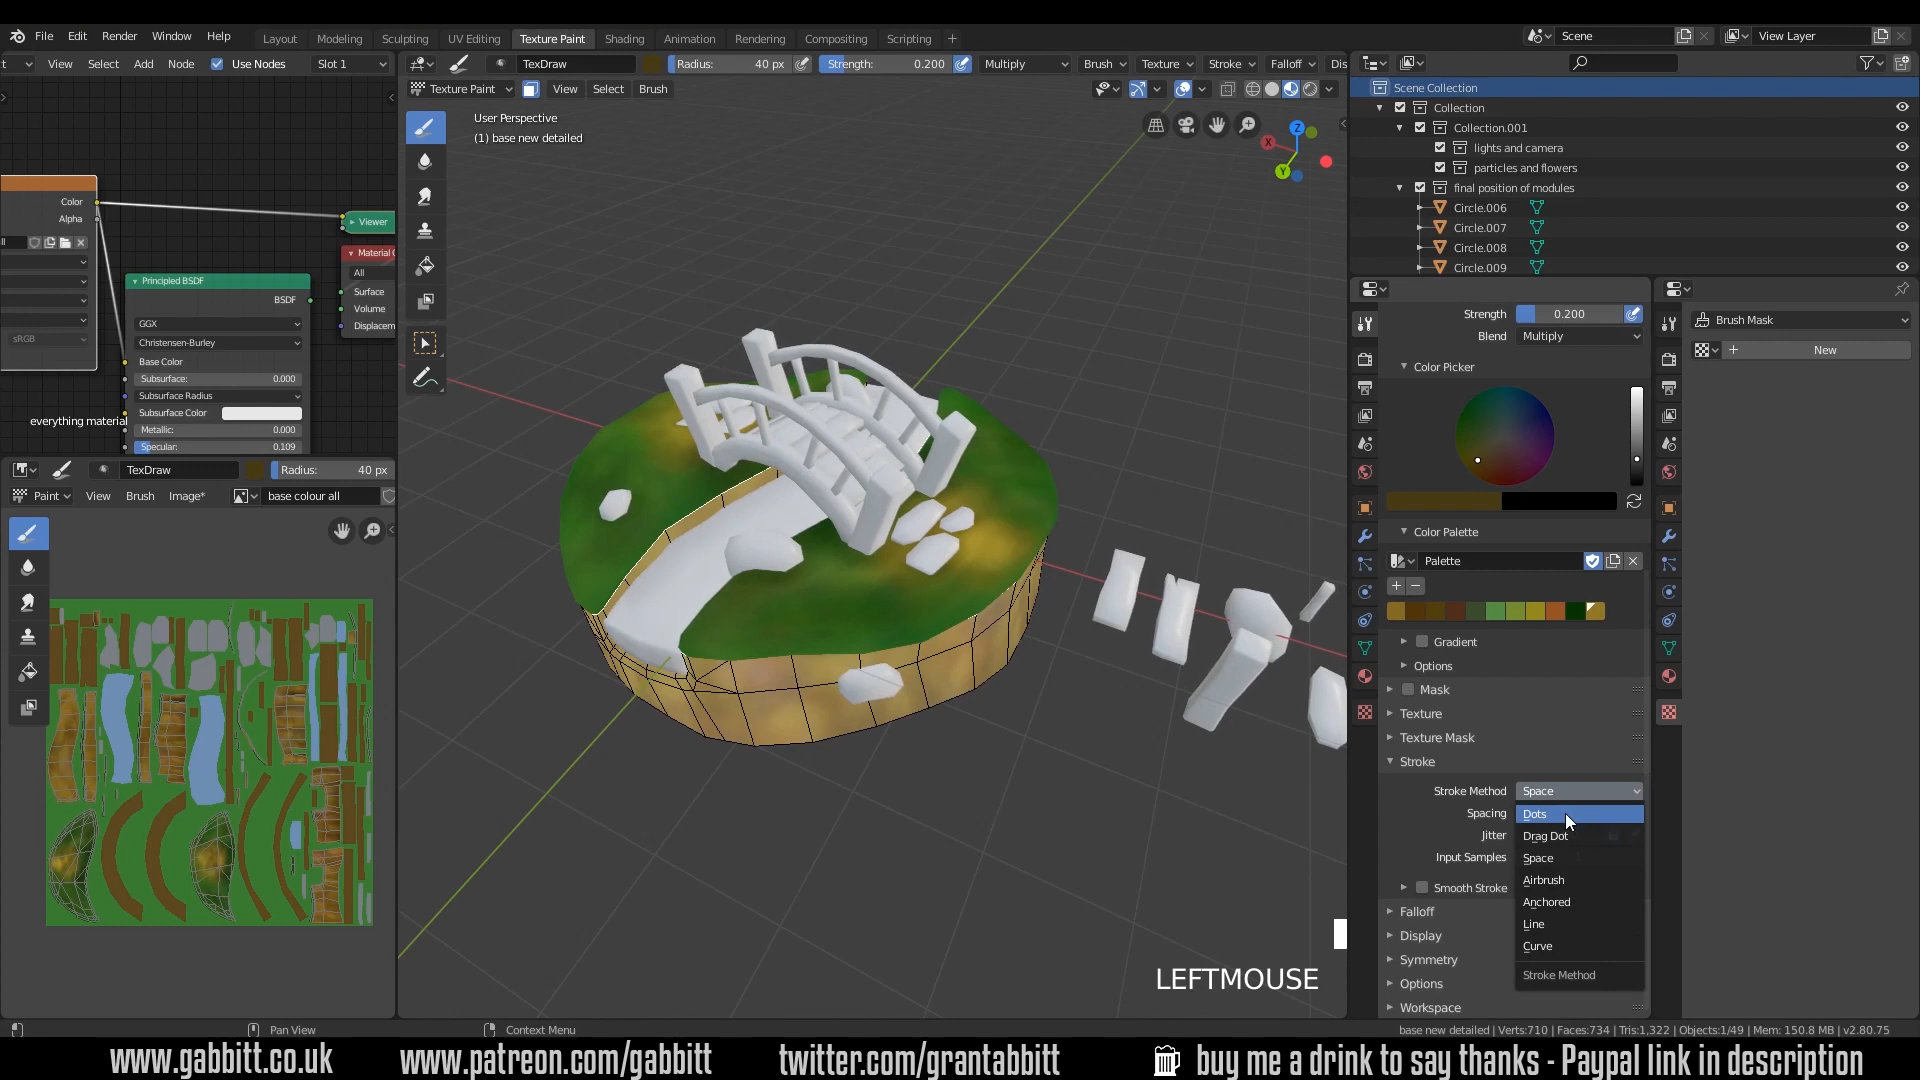 File Edit Render Window Help
Layout Modeling Sculpting UV Editing Texture Paint Shading Animation Rendering Compositing Scripting
Scene
View Layer
View Select Add Node Use Nodes Slot 1
TexDraw Radius: 40 px Strength: 0.200 Multiply Brush Texture Stroke Falloff Dis
Texture Paint View Select Brush
User Perspective
(1) base new detailed
X Y Z
Color
Alpha
sRGB
Viewer
Material
All
Surface
Volume
Displacem
Principled BSDF
BSDF
GGX
Christensen-Burley
Base Color
Subsurface: 0.000
Subsurface Radius
Subsurface Color
Metallic: 0.000
Specular: 0.109
everything material
TexDraw Radius: 40 px
Paint View Brush Image* base colour all
LEFTMOUSE
Scene Collection
Collection
Collection.001
lights and camera
particles and flowers
final position of modules
Circle.006
Circle.007
Circle.008
Circle.009
Strength 0.200
Blend Multiply
Color Picker
Color Palette
Palette
Gradient
Options
Mask
Texture
Texture Mask
Stroke
Stroke Method Space
Spacing
Jitter
Input Samples
Smooth Stroke
Dots
Drag Dot
Space
Airbrush
Anchored
Line
Curve
Stroke Method
Falloff
Display
Symmetry
Options
Workspace
Brush Mask
New
Pan View
Context Menu
base new detailed | Verts:710 | Faces:734 | Tris:1,322 | Objects:1/49 | Mem: 150.8 MB | v2.80.75
www.gabbitt.co.uk www.patreon.com/gabbitt twitter.com/grantabbitt buy me a drink to say thanks - Paypal link in description